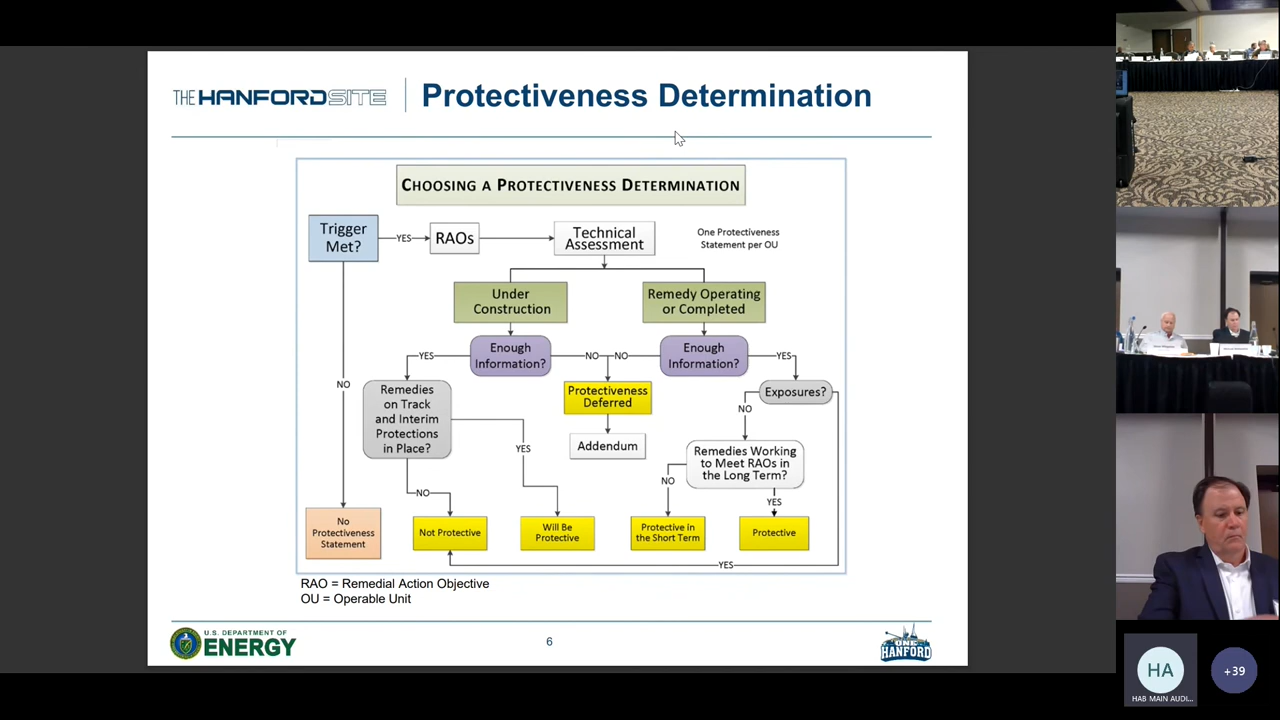 THE HANFORD SITE
Protectiveness Determination
CHOOSING A PROTECTIVENESS DETERMINATION
Trigger
Met?
YES
RAOs
Technical
Assessment
One Protectiveness
Statement per OU
Under
Construction
Remedy Operating
or Completed
YES
Enough
Information?
NO
NO
Enough
Information?
YES
NO
Remedies
on Track
and Interim
Protections
in Place?
Protectiveness
Deferred
Exposures?
NO
YES
Addendum
Remedies Working
to Meet RAOs in
the Long Term?
NO
NO
YES
No
Protectiveness
Statement
Not Protective
Will Be
Protective
Protective in
the Short Term
Protective
YES
RAO = Remedial Action Objective
OU = Operable Unit
U.S. DEPARTMENT OF
ENERGY
6
ONE
HANFORD
HA
HAB MAIN AUDI...
+39